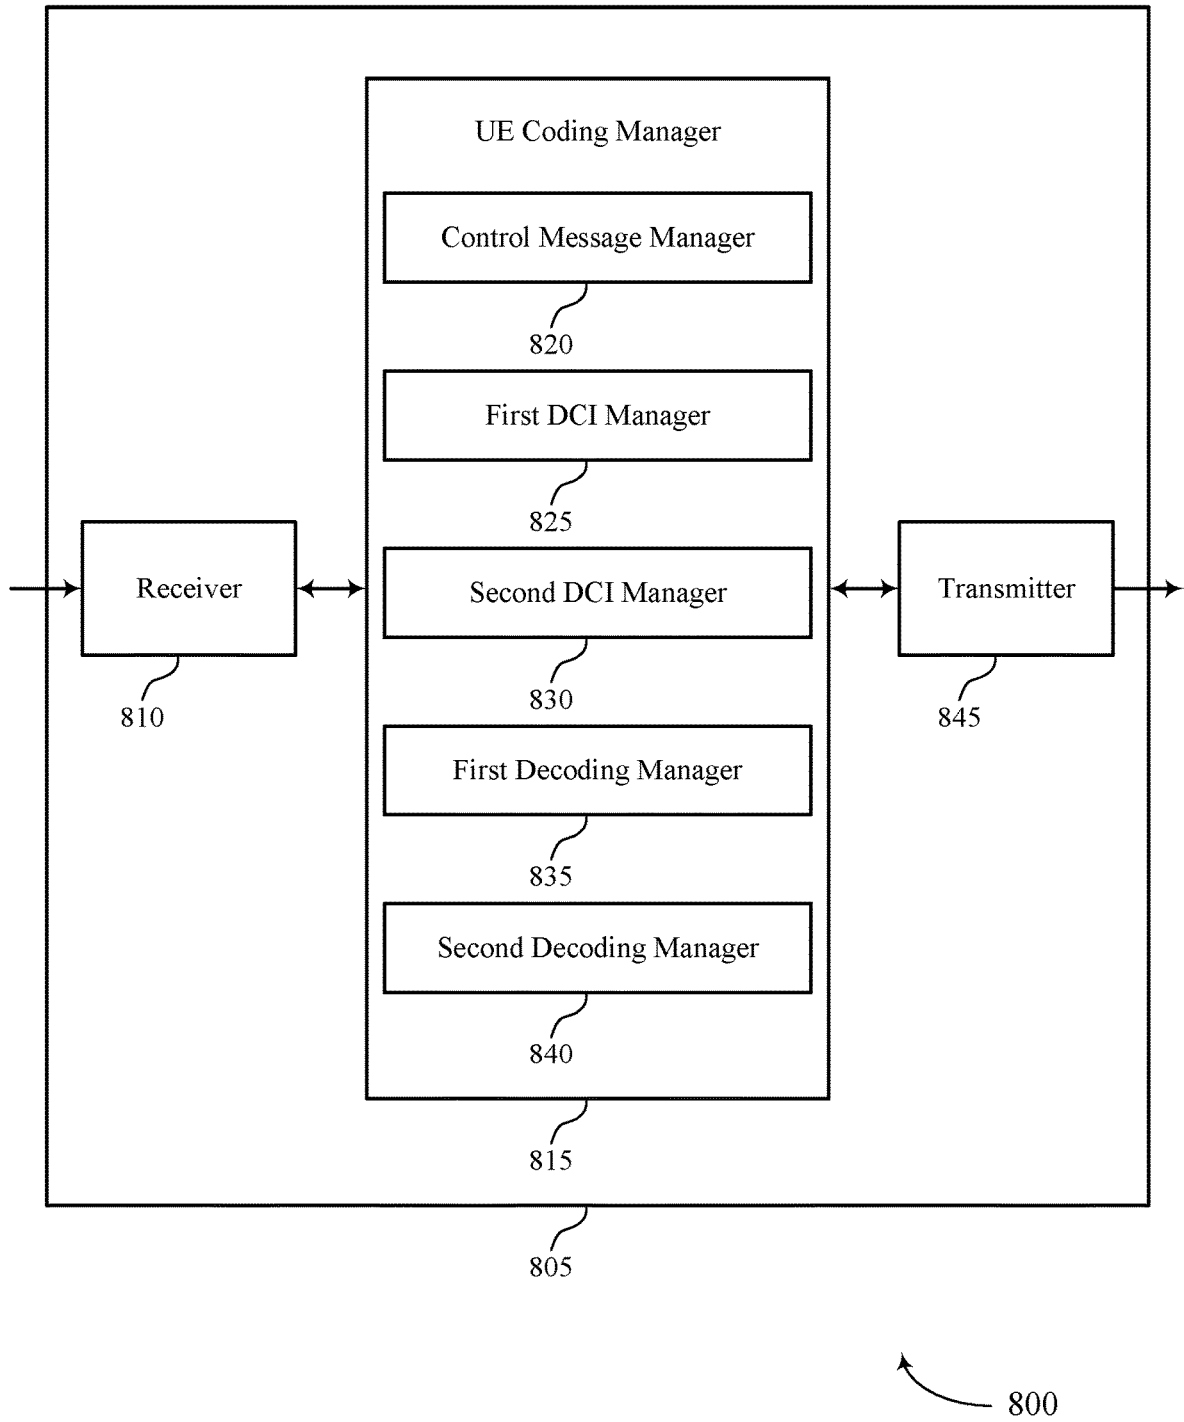 UE Coding Manager
Control Message Manager
820
First DCI Manager
825
Receiver
810
Second DCI Manager
830
Transmitter
845
First Decoding Manager
835
Second Decoding Manager
840
815
805
800